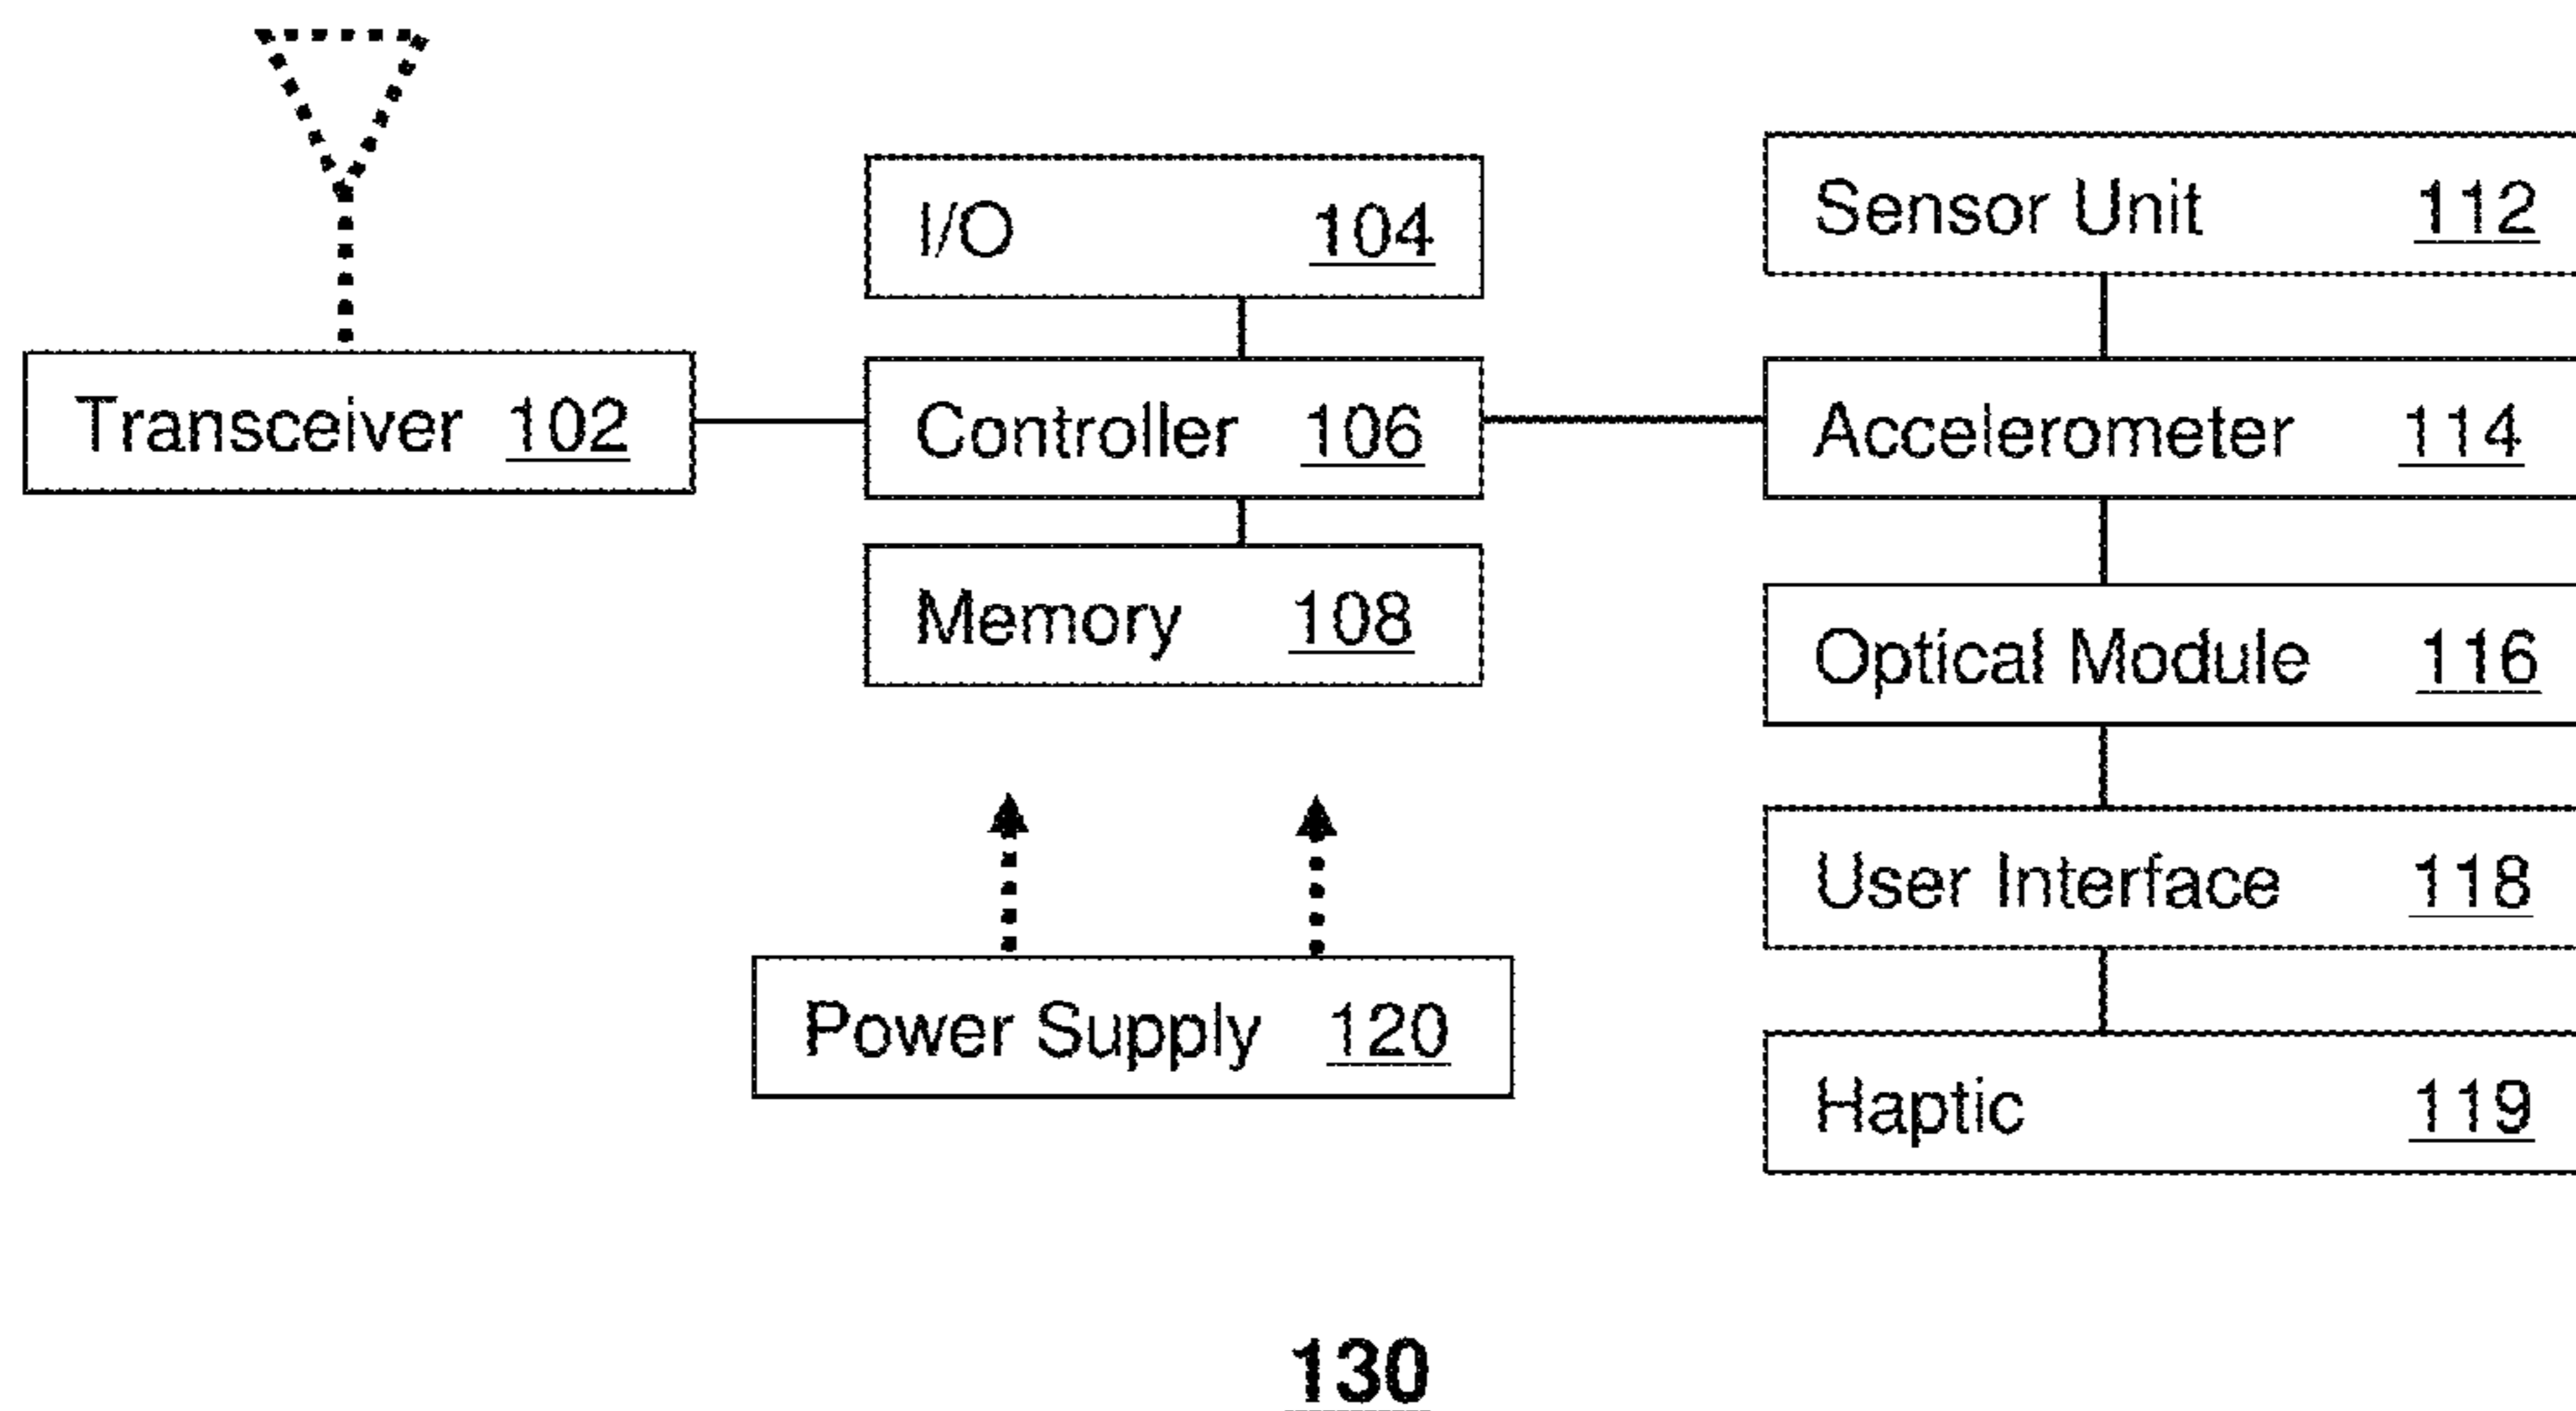 Sensor Unit 112
I/O 104
Transceiver 102
Controller 106
Accelerometer 114
Memory 108
Optical Module 116
User Interface 118
Power Supply 120
Haptic 119
130